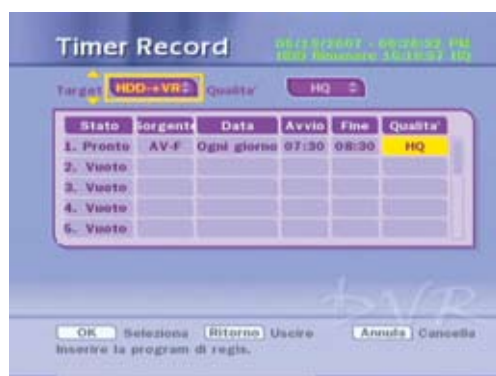 Timer Record
Target HDD→VR Qualita' HQ
Stato Sorgente Data Avvio Fine Qualita'
1. Pronto AV-F Ogni giorno 07:30 08:30 HQ
2. Vuoto
3. Vuoto
4. Vuoto
5. Vuoto
DVR
OK Seleziona Ritorno Uscire Annulla Cancella
Inserire la program di regis.